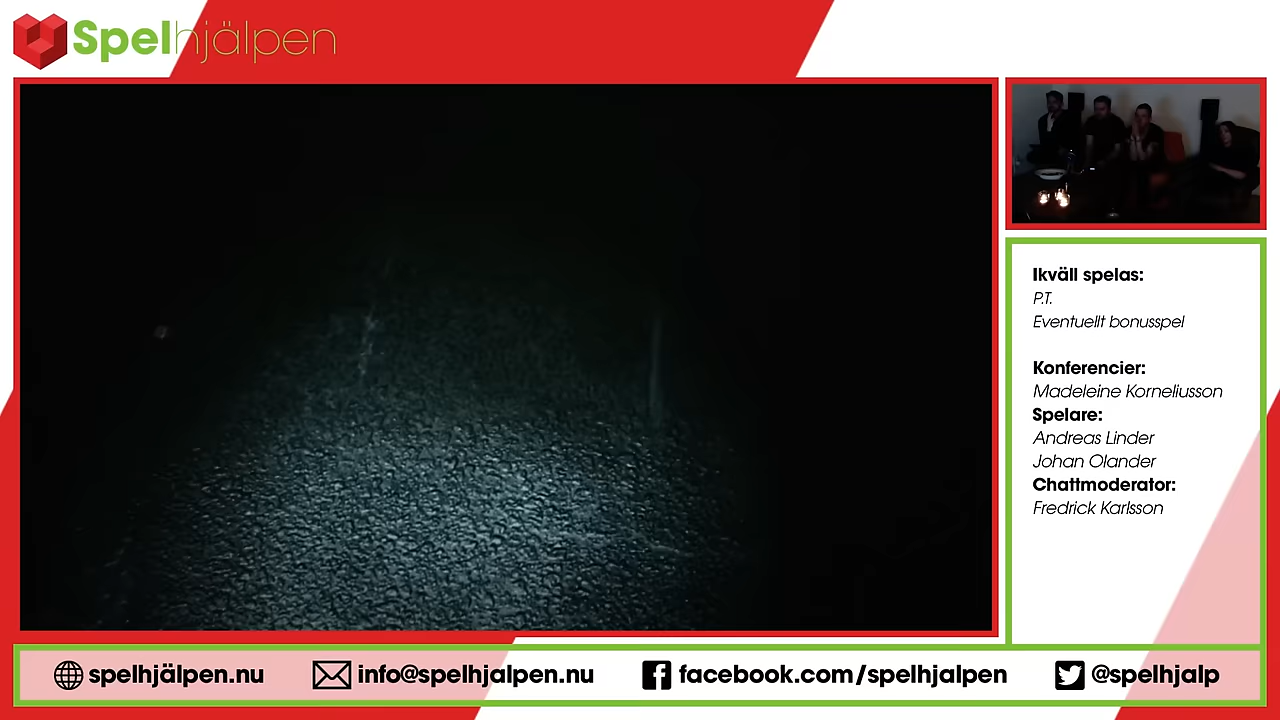 Spelhjälpen
Ikväll spelas:
P.T.
Eventuellt bonusspel
Konferencier:
Madeleine Korneliusson
Spelare:
Andreas Linder
Johan Olander
Chattmoderator:
Fredrick Karlsson
spelhjälpen.nu
info@spelhjalpen.nu
facebook.com/spelhjalpen
@spelhjalp